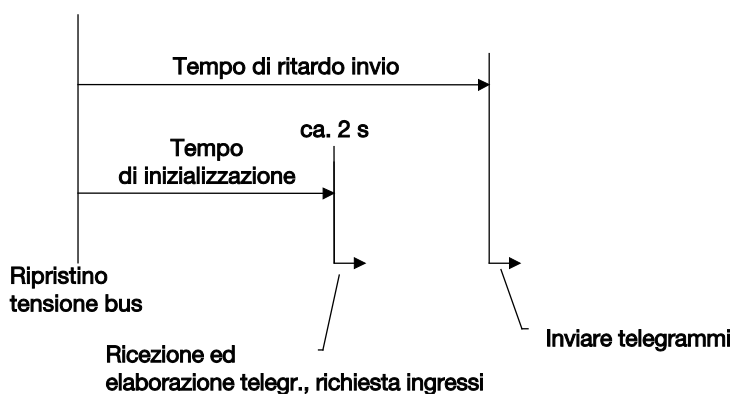 Tempo di ritardo invio
ca. 2 s
Tempo
di inizializzazione
Ripristino
tensione bus
Inviare telegrammi
Ricezione ed
elaborazione telegr., richiesta ingressi